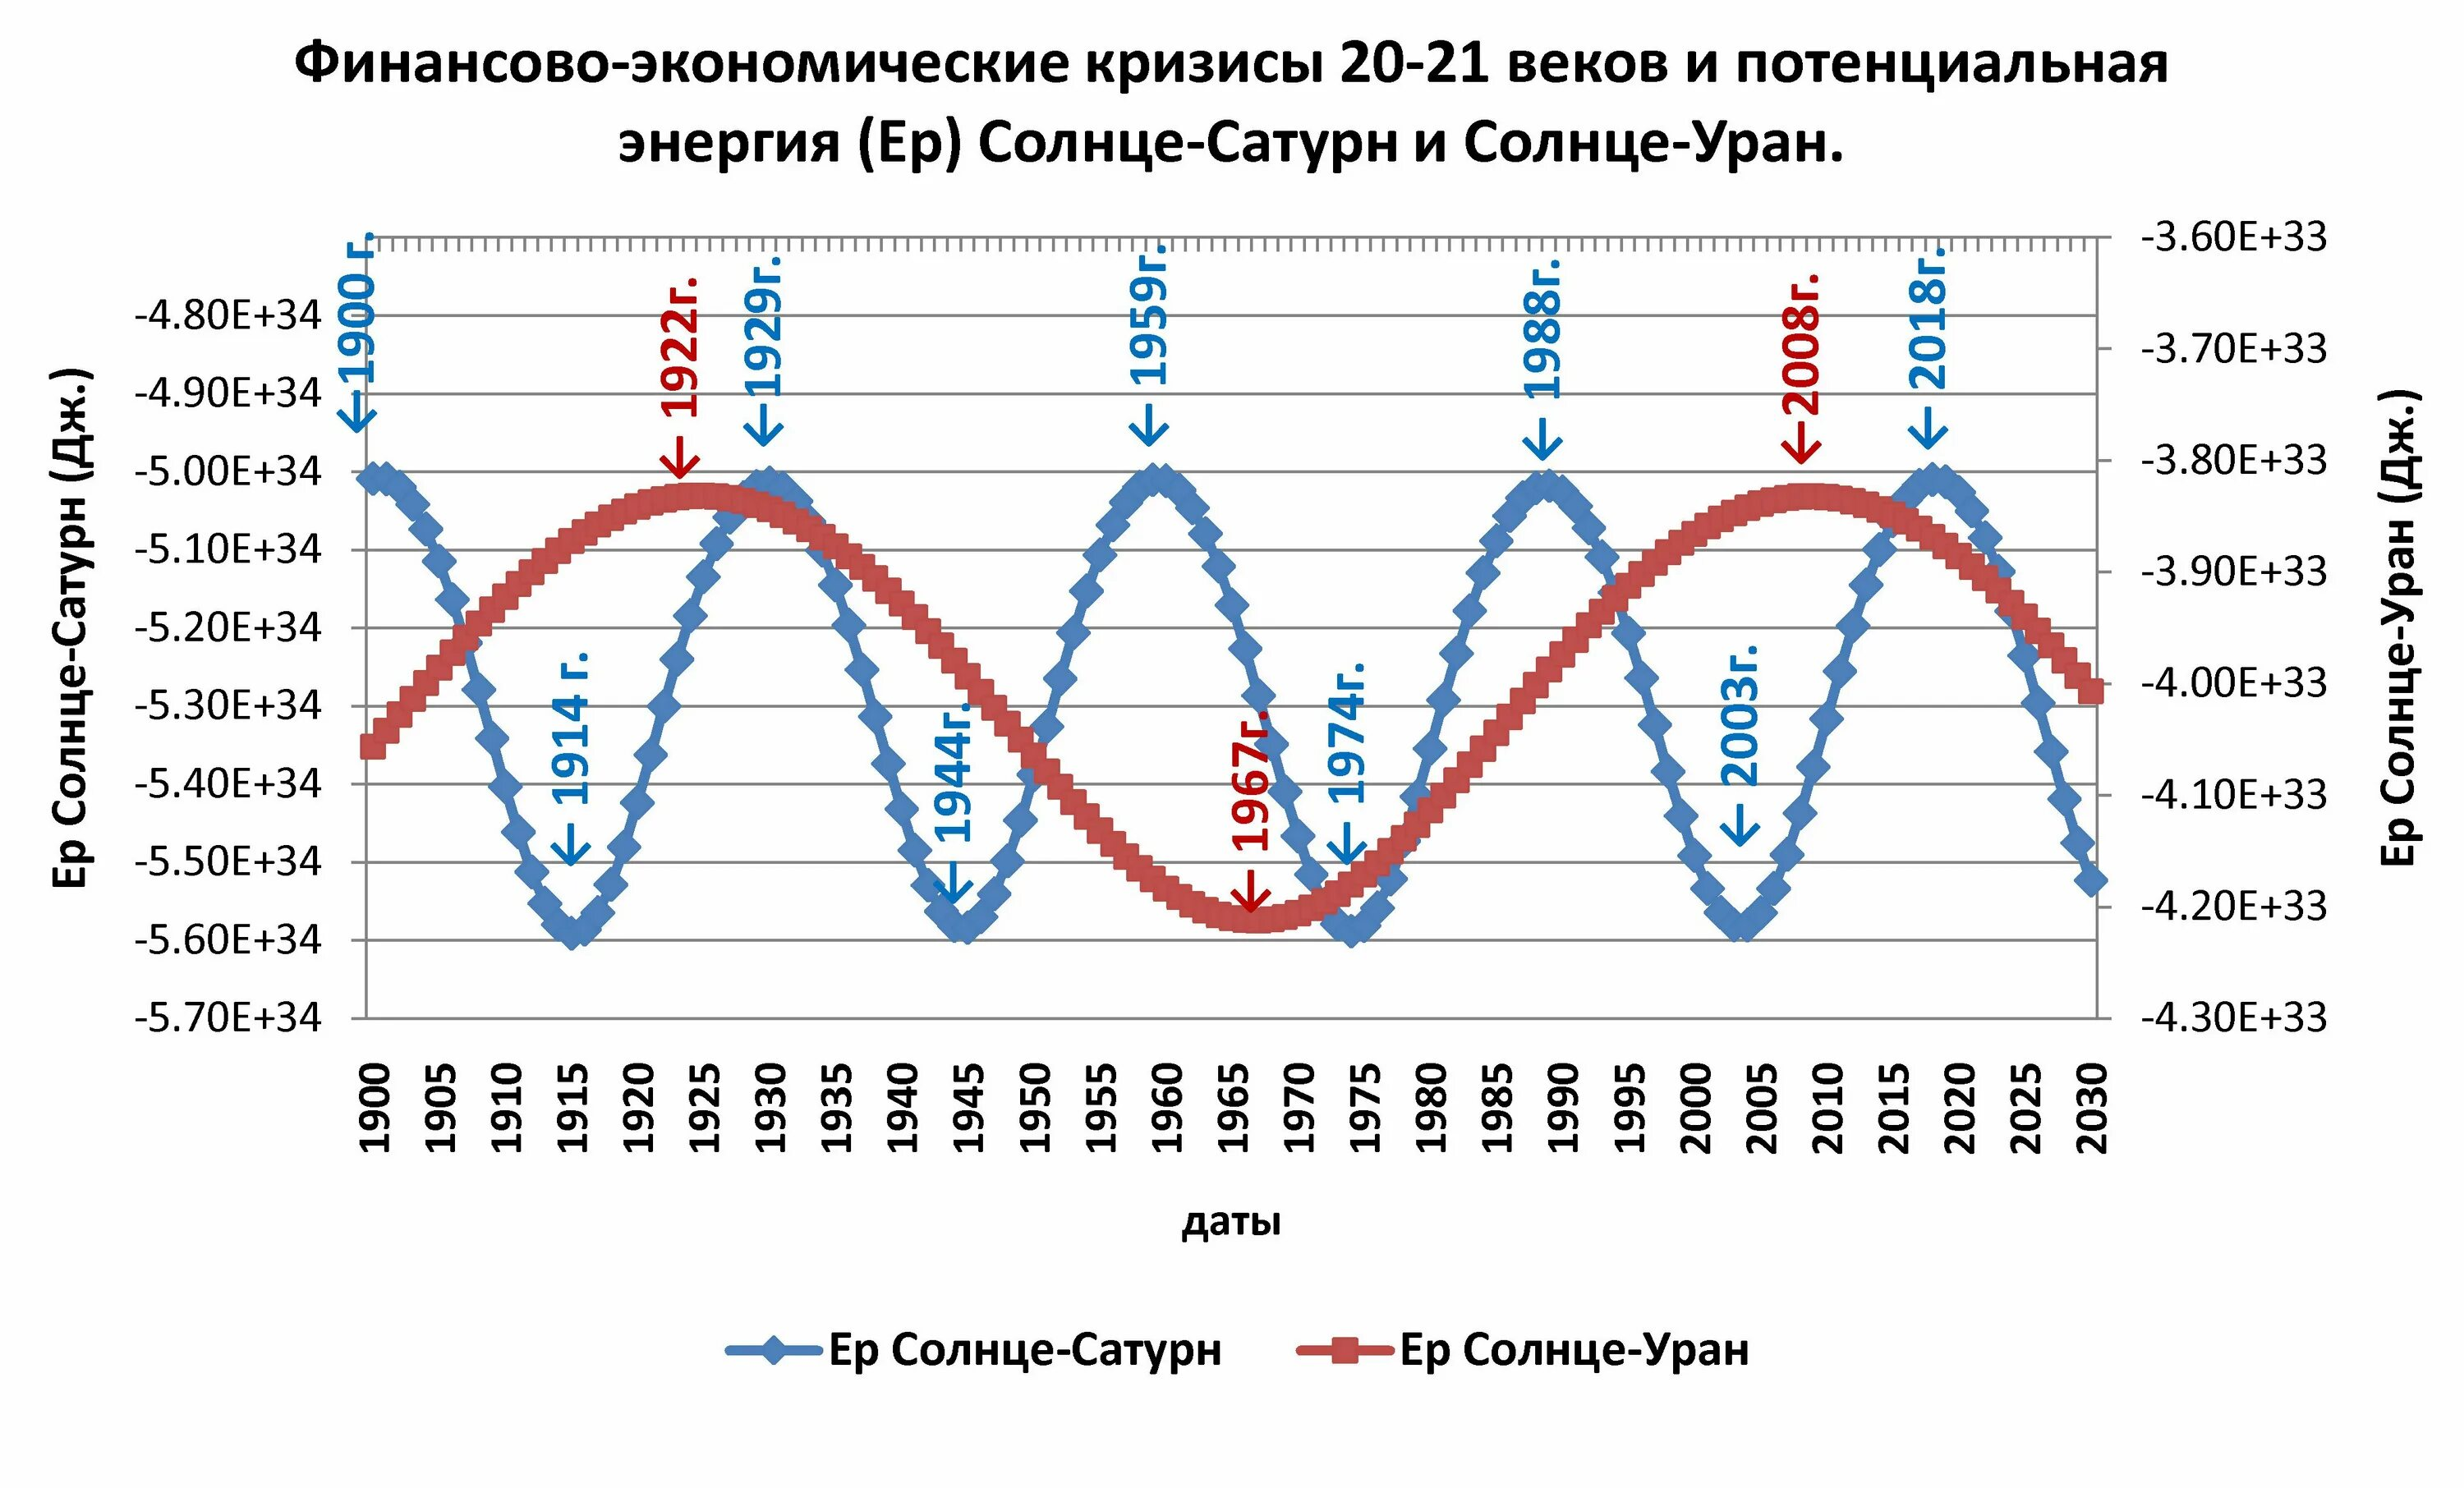 Финансово-экономические кризисы 20-21 веков и потенциальная
энергия (Ер) Солнце-Сатурн и Солнце-Уран.
Ер Солнце-Сатурн (Дж.)
-4.80E+34
-4.90E+34
-5.00E+34
-5.10E+34
-5.20E+34
-5.30E+34
-5.40E+34
-5.50E+34
-5.60E+34
-5.70E+34
1900 г.
1914 г.
1922г.
1929г.
1944г.
1959г.
1967г.
1974г.
1988г.
2003г.
2008г.
2018г.
-3.60E+33
-3.70E+33
-3.80E+33
-3.90E+33
-4.00E+33
-4.10E+33
-4.20E+33
-4.30E+33
Ер Солнце-Уран (Дж.)
1900
1905
1910
1915
1920
1925
1930
1935
1940
1945
1950
1955
1960
1965
1970
1975
1980
1985
1990
1995
2000
2005
2010
2015
2020
2025
2030
даты
Ер Солнце-Сатурн
Ер Солнце-Уран